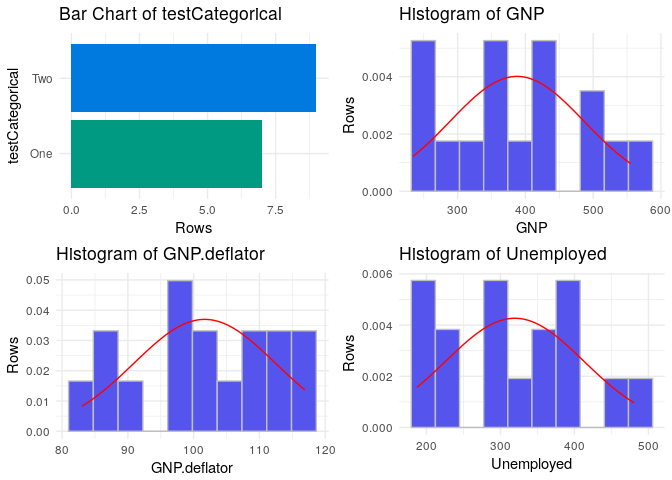 Bar Chart of testCategorical
testCategorical
Two
One
0.0 2.5 5.0 7.5
Rows
Histogram of GNP
Rows
0.004
0.002
0.000
300 400 500 600
GNP
Histogram of GNP.deflator
Rows
0.05
0.04
0.03
0.02
0.01
0.00
80 90 100 110 120
GNP.deflator
Histogram of Unemployed
Rows
0.006
0.004
0.002
0.000
200 300 400 500
Unemployed